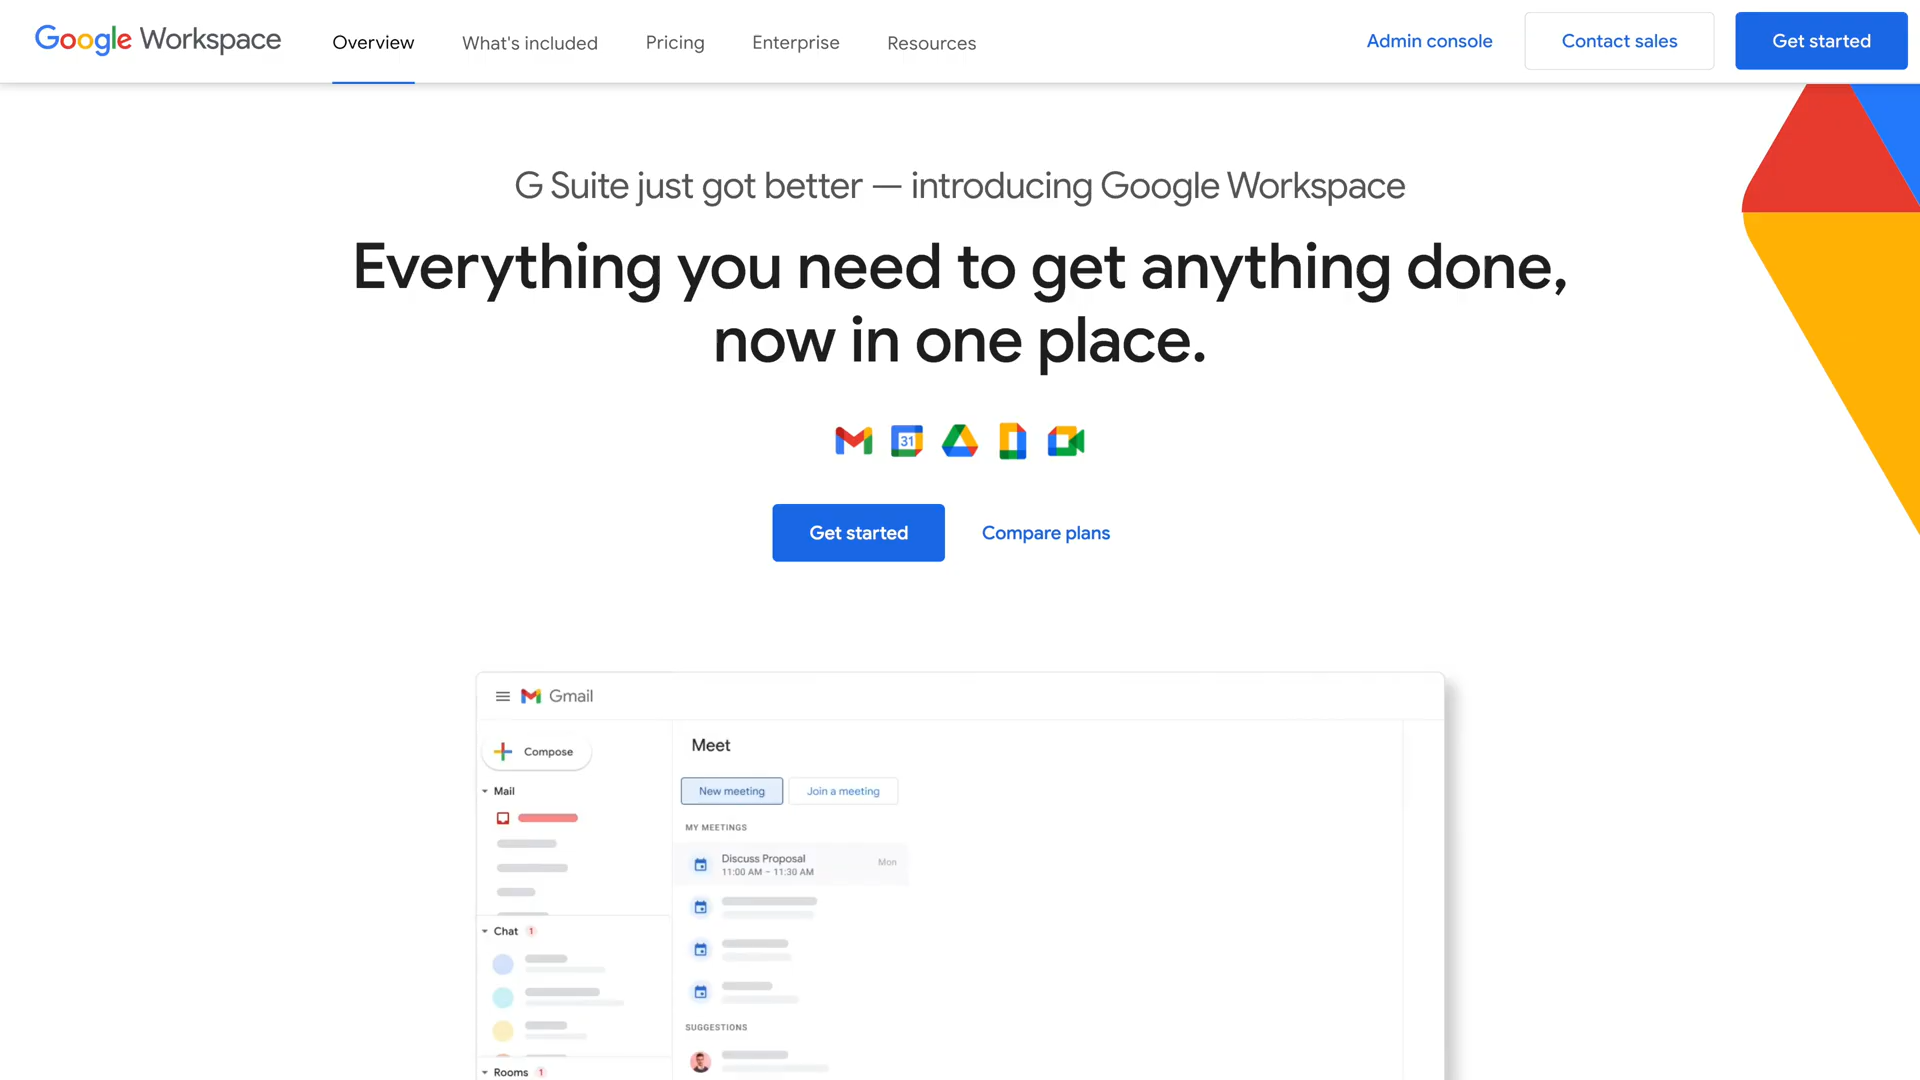 Google Workspace
Overview
What's included
Pricing
Enterprise
Resources
Admin console
Contact sales
Get started
G Suite just got better — introducing Google Workspace
Everything you need to get anything done,
now in one place.
31
Get started
Compare plans
Gmail
Compose
Mail
Chat 1
Rooms 1
Meet
New meeting
Join a meeting
MY MEETINGS
Discuss Proposal
Mon
11:00 AM – 11:30 AM
SUGGESTIONS